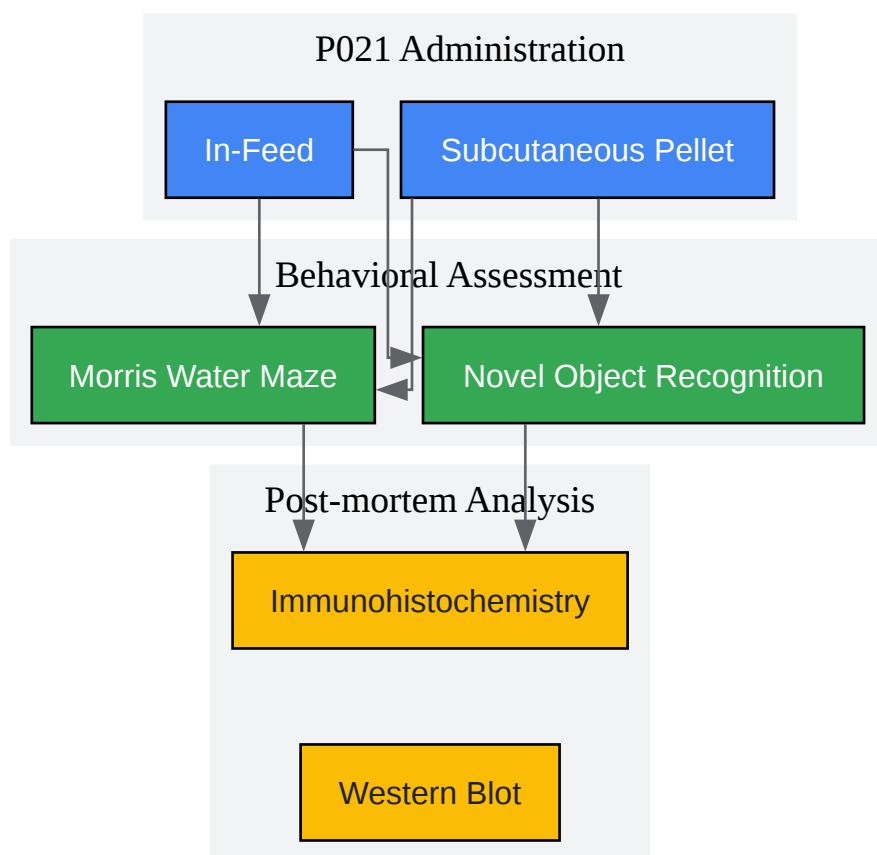 P021 Administration
In-Feed
Subcutaneous Pellet
Behavioral Assessment
Morris Water Maze
Novel Object Recognition
Post-mortem Analysis
Immunohistochemistry
Western Blot